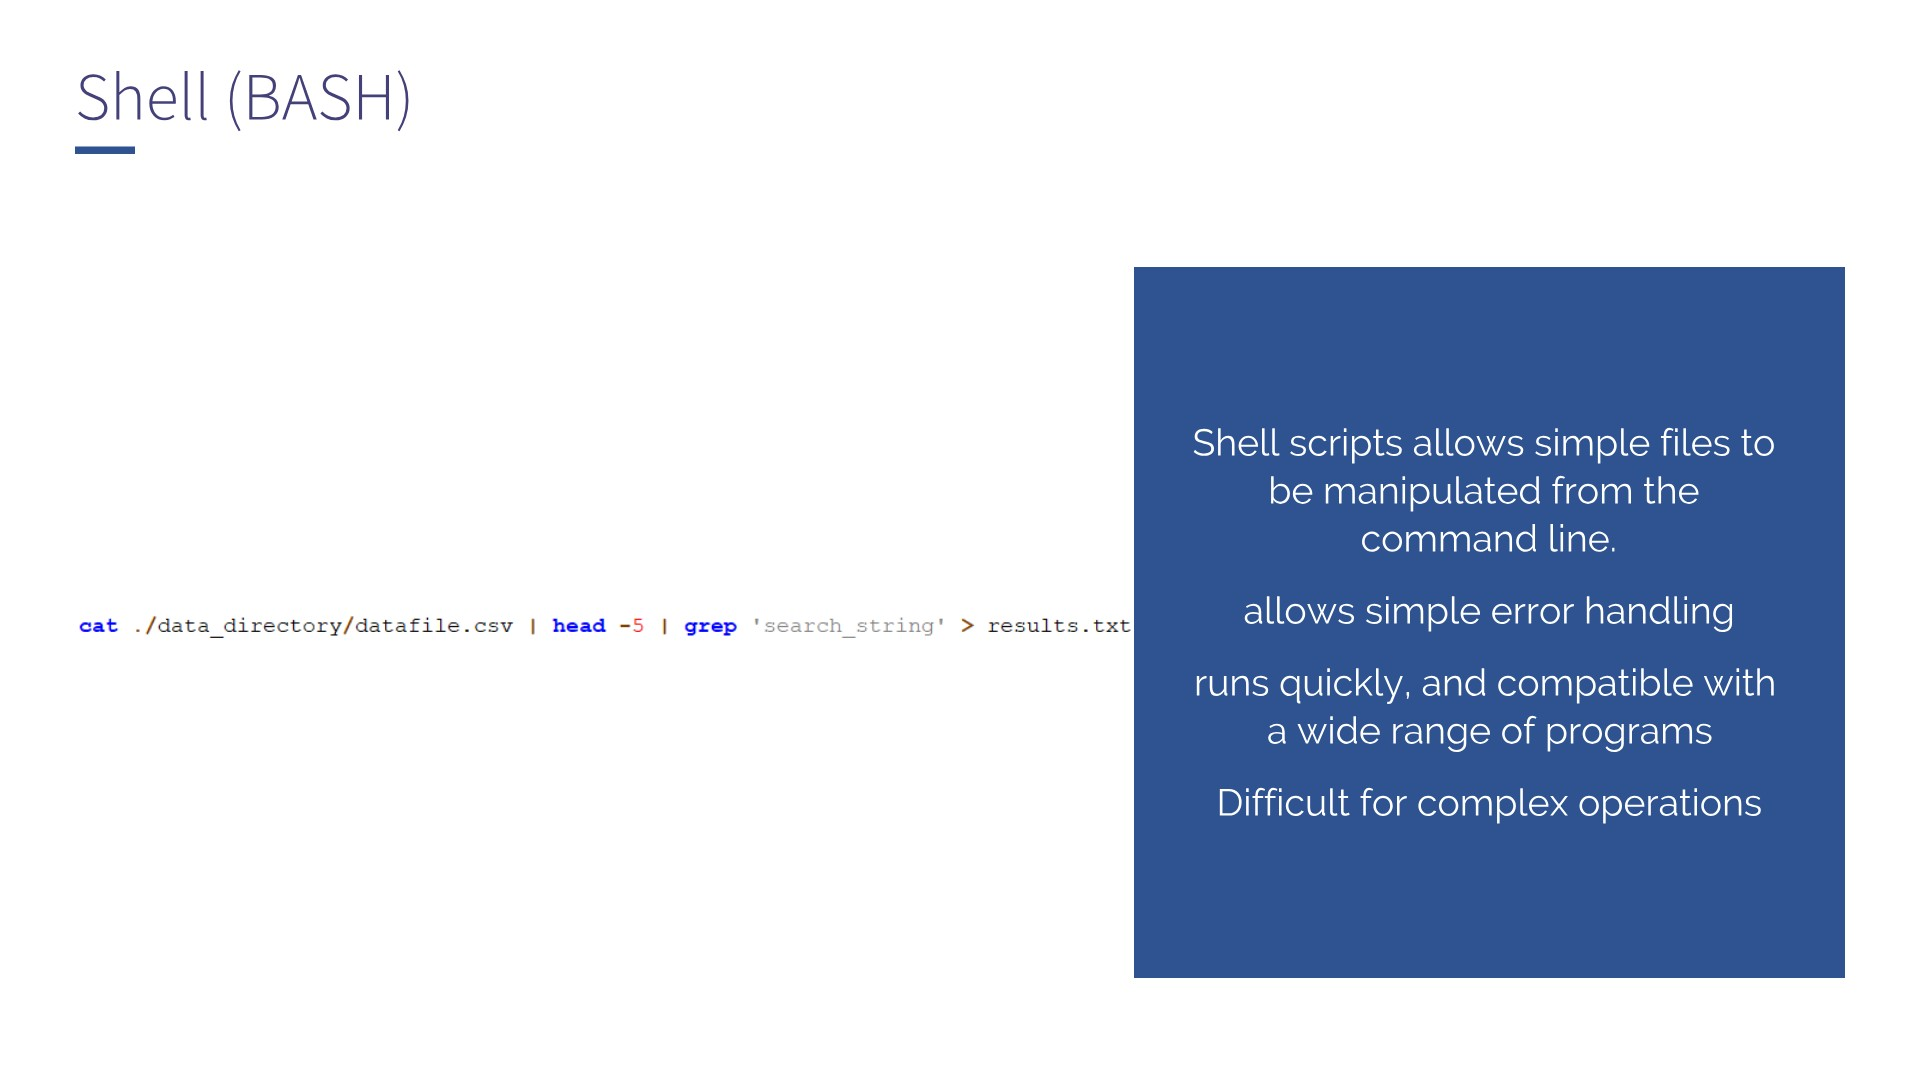 Shell (BASH)
cat ./data_directory/datafile.csv | head -5 | grep 'search_string' > results.txt
Shell scripts allows simple files to
be manipulated from the
command line.
allows simple error handling
runs quickly, and compatible with
a wide range of programs
Difficult for complex operations